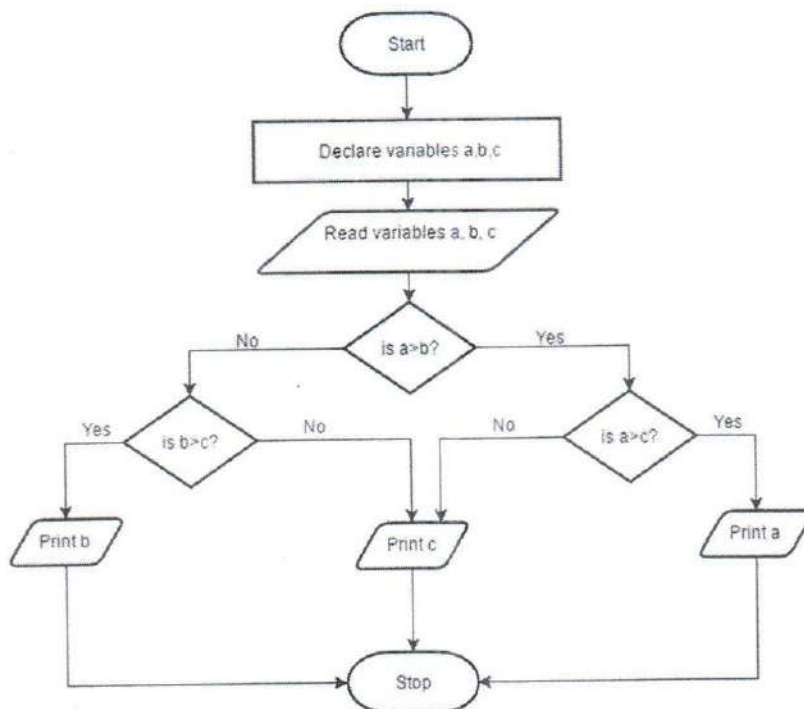 Start
Declare variables a,b,c
Read variables a, b, c
is a>b?
No
Yes
is b>c?
Yes
No
is a>c?
No
Yes
Print b
Print c
Print a
Stop